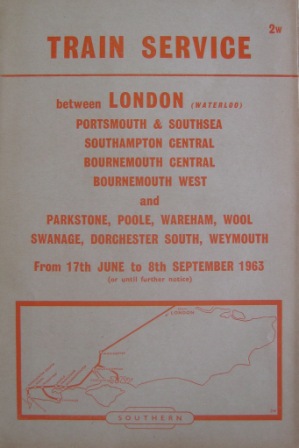 2w
TRAIN SERVICE
between LONDON (WATERLOO)
PORTSMOUTH & SOUTHSEA
SOUTHAMPTON CENTRAL
BOURNEMOUTH CENTRAL
BOURNEMOUTH WEST
and
PARKSTONE, POOLE, WAREHAM, WOOL
SWANAGE, DORCHESTER SOUTH, WEYMOUTH
From 17th JUNE to 8th SEPTEMBER 1963
(or until further notice)
LONDON
SOUTHERN